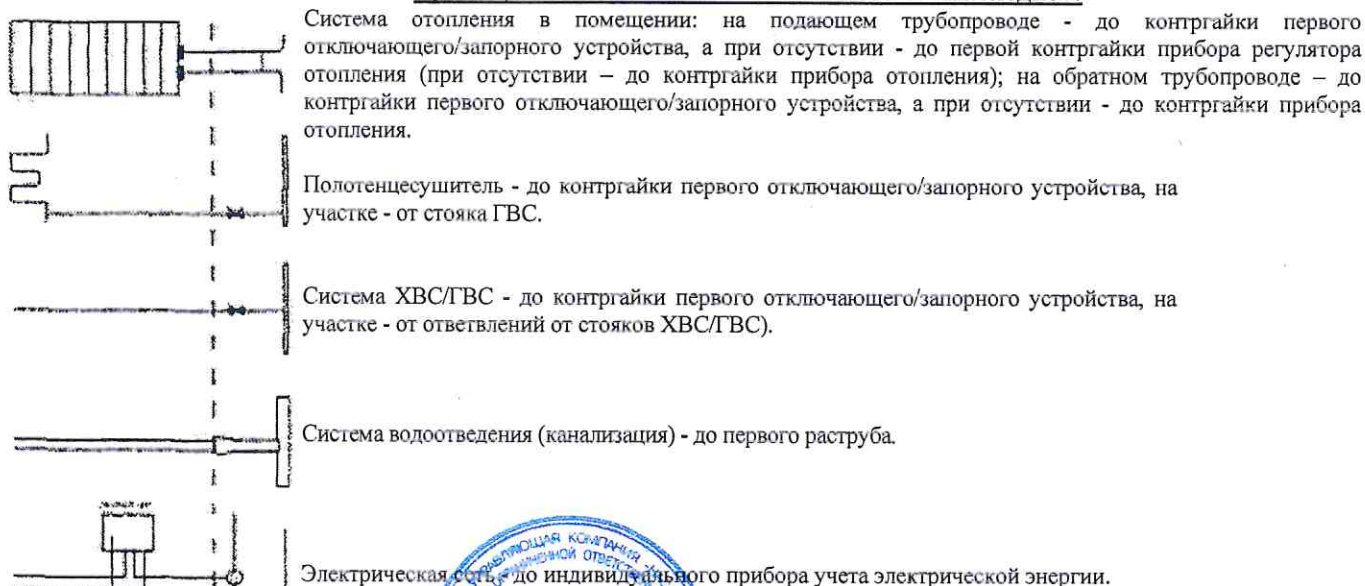 Система отопления в помещении: на подающем трубопроводе - до контргайки первого
отключающего/запорного устройства, а при отсутствии - до первой контргайки прибора регулятора
отопления (при отсутствии – до контргайки прибора отопления); на обратном трубопроводе – до
контргайки первого отключающего/запорного устройства, а при отсутствии - до контргайки прибора
отопления.
Полотенцесушитель - до контргайки первого отключающего/запорного устройства, на
участке - от стояка ГВС.
Система ХВС/ГВС - до контргайки первого отключающего/запорного устройства, на
участке - от ответвлений от стояков ХВС/ГВС).
Система водоотведения (канализация) - до первого раструба.
КОМПАНИЯ
Электрическая сеть - до индивидуального прибора учета электрической энергии.